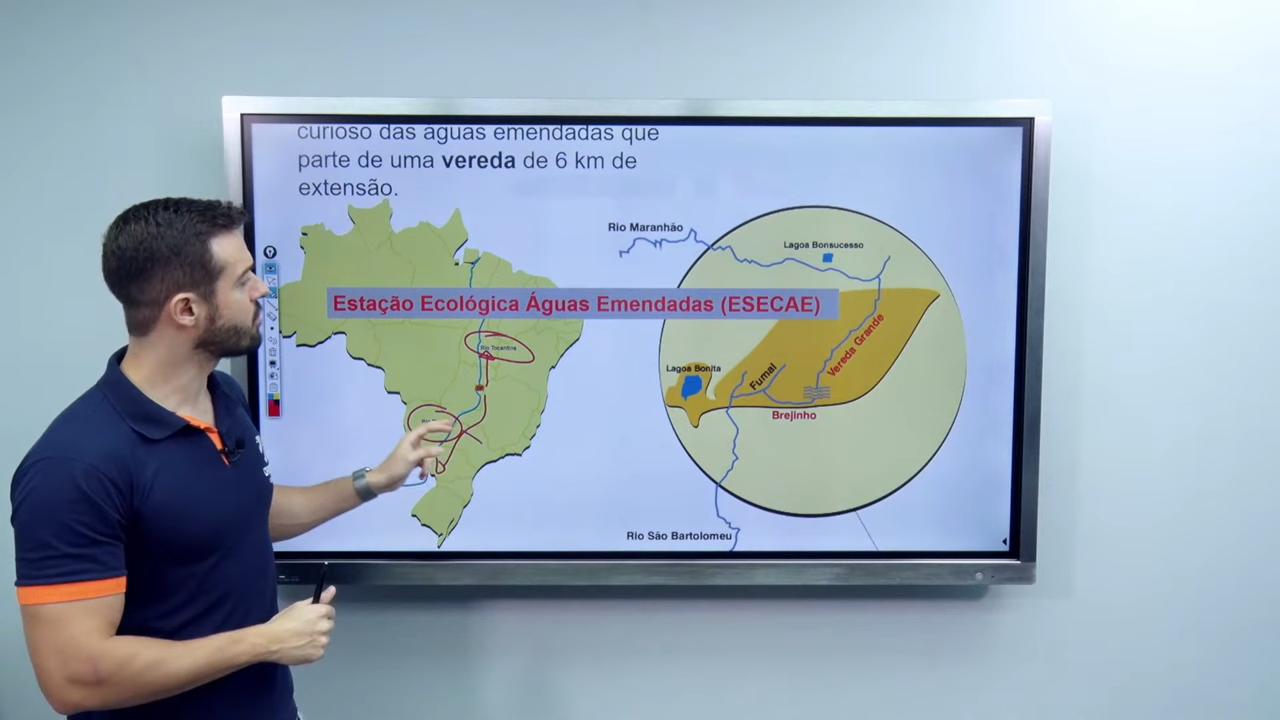 curioso das águas emendadas que
parte de uma vereda de 6 km de
extensão.
Rio Maranhão
Lagoa Bonsucesso
Estação Ecológica Águas Emendadas (ESECAE)
Rio Tocantins
Vereda Grande
Lagoa Bonita
Fumal
Brejinho
Rio São Bartolomeu